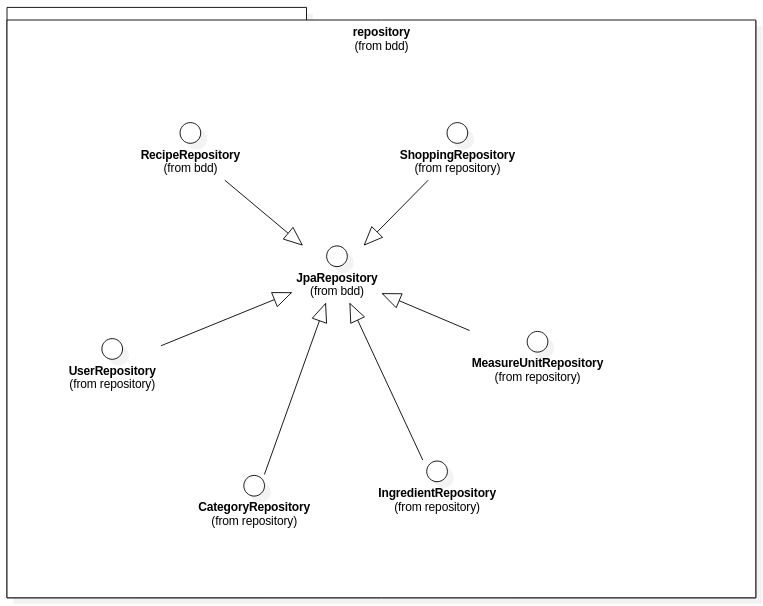 repository
(from bdd)
RecipeRepository
(from bdd)
ShoppingRepository
(from repository)
JpaRepository
(from bdd)
UserRepository
(from repository)
MeasureUnitRepository
(from repository)
CategoryRepository
(from repository)
IngredientRepository
(from repository)